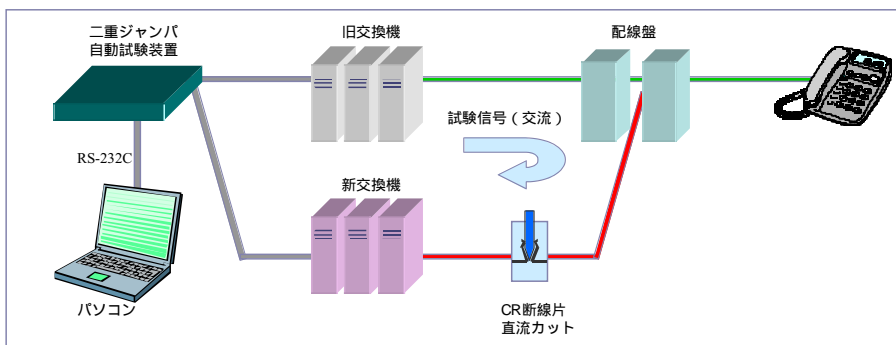 二重ジャンパ
自動試験装置
旧交換機
配線盤
試験信号（交流）
RS-232C
新交換機
パソコン
CR断線片
直流カット